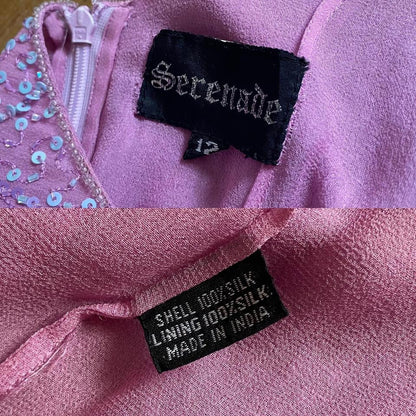 Serenade
12
SHELL 100%SILK
LINING 100%SILK
MADE IN INDIA